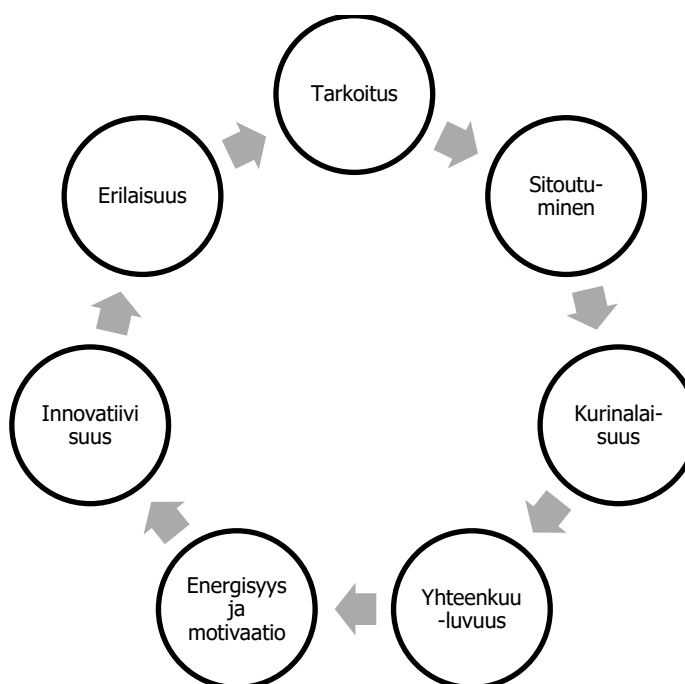 Tarkoitus
Sitoutu-
minen
Kurinalai-
suus
Yhteenkuu
-luvuus
Energisyys
ja
motivaatio
Innovatiivi
suus
Erilaisuus